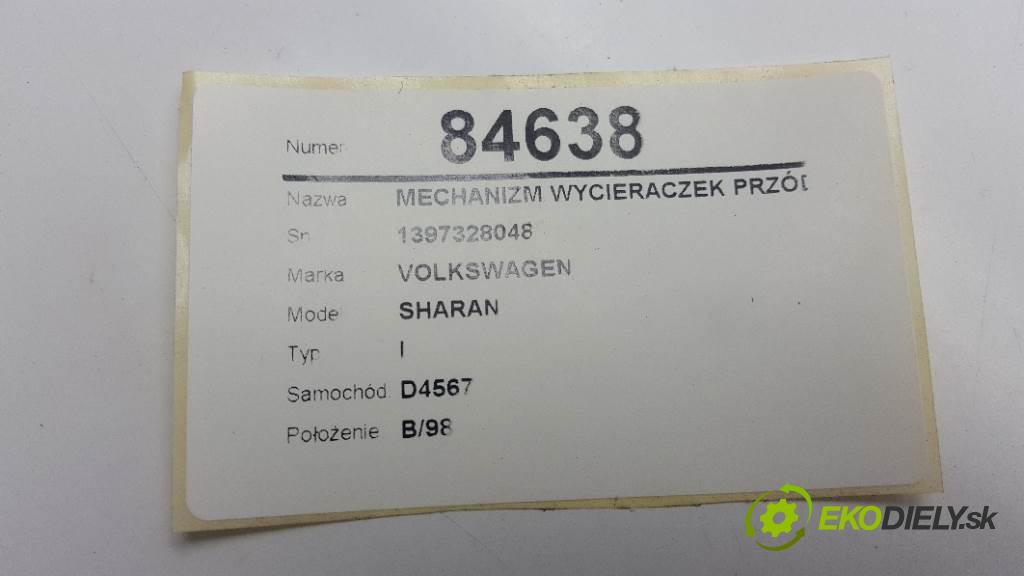 Numer 84638
Nazwa MECHANIZM WYCIERACZEK PRZÓD
Sn 1397328048
Marka VOLKSWAGEN
Model SHARAN
Typ I
Samochód: D4567
Położenie B/98
EKODIELY.sk